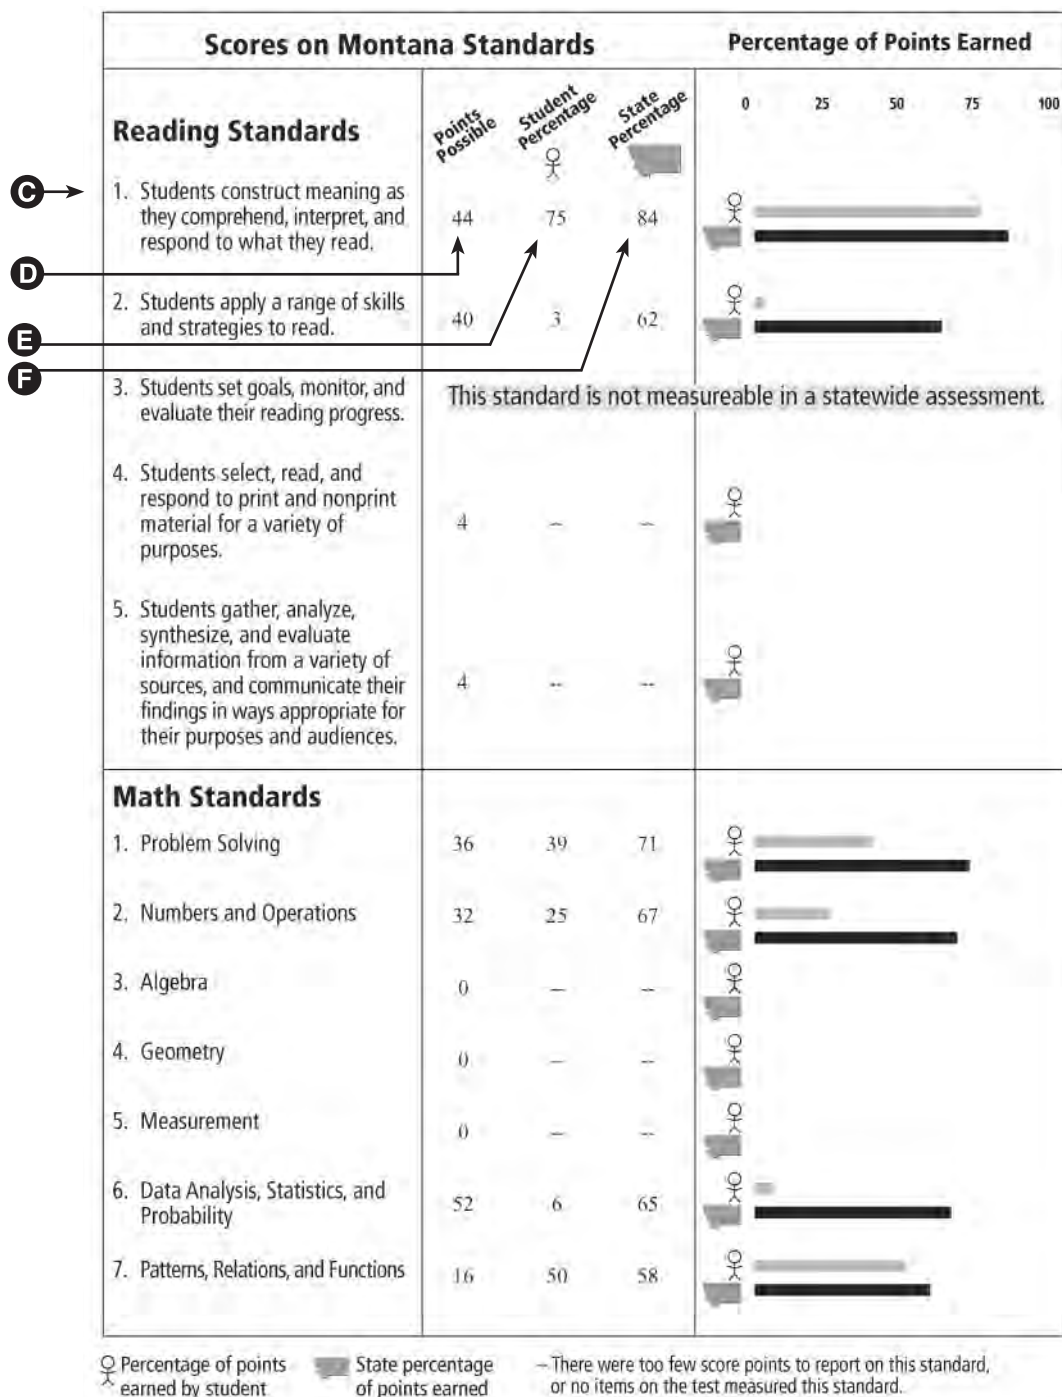 Scores on Montana Standards
Percentage of Points Earned
Reading Standards
Points Possible
Student Percentage
State Percentage
0 25 50 75 100
C
1. Students construct meaning as
they comprehend, interpret, and
respond to what they read.
44 75 84
D
2. Students apply a range of skills
and strategies to read.
40 3 62
E
F
3. Students set goals, monitor, and
evaluate their reading progress.
This standard is not measureable in a statewide assessment.
4. Students select, read, and
respond to print and nonprint
material for a variety of
purposes.
4 -- --
5. Students gather, analyze,
synthesize, and evaluate
information from a variety of
sources, and communicate their
findings in ways appropriate for
their purposes and audiences.
4 -- --
Math Standards
1. Problem Solving 36 39 71
2. Numbers and Operations 32 25 67
3. Algebra 0 -- --
4. Geometry 0 -- --
5. Measurement 0 -- --
6. Data Analysis, Statistics, and
Probability
52 6 65
7. Patterns, Relations, and Functions 16 50 58
Percentage of points
earned by student
State percentage
of points earned
– There were too few score points to report on this standard,
or no items on the test measured this standard.